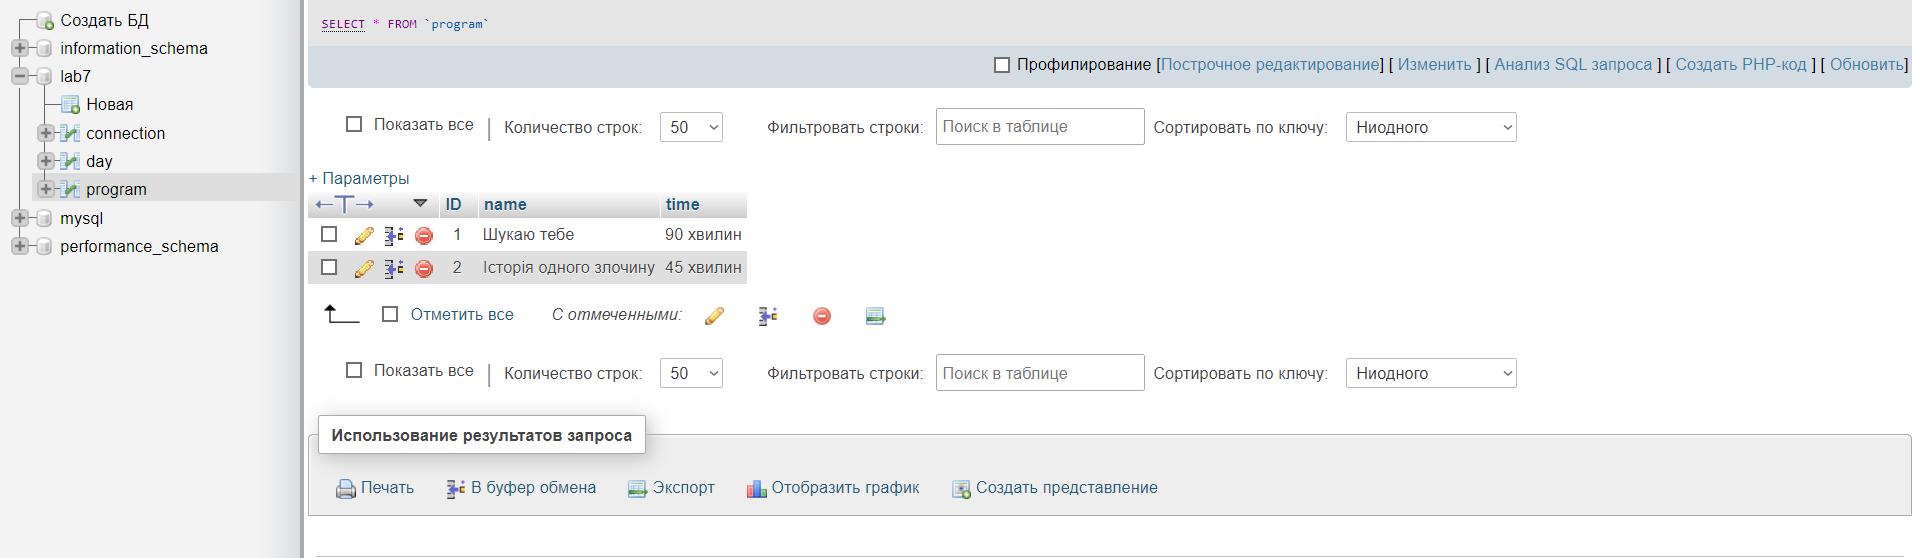 Создать БД
information_schema
lab7
Новая
connection
day
program
mysql
performance_schema
SELECT * FROM `program`
Профилирование [Построчное редактирование] [ Изменить ] [ Анализ SQL запроса ] [ Создать PHP-код ] [ Обновить]
Показать все | Количество строк: 50 Фильтровать строки: Поиск в таблице Сортировать по ключу: Ниодного
+ Параметры
←T→ ID name time
1 Шукаю тебе 90 хвилин
2 Історія одного злочину 45 хвилин
Отметить все С отмеченными:
Показать все | Количество строк: 50 Фильтровать строки: Поиск в таблице Сортировать по ключу: Ниодного
Использование результатов запроса
Печать В буфер обмена Экспорт Отобразить график Создать представление